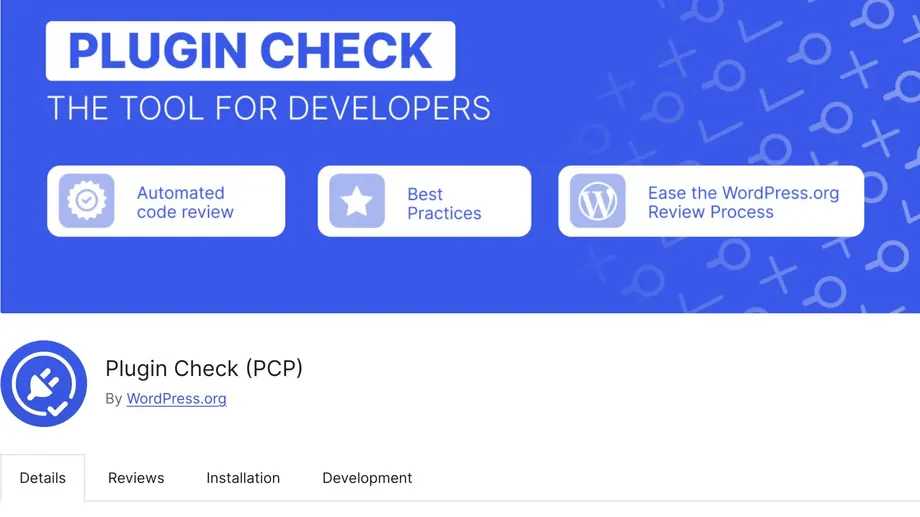 PLUGIN CHECK
THE TOOL FOR DEVELOPERS
Automated
code review
Best
Practices
Ease the WordPress.org
Review Process
Plugin Check (PCP)
By WordPress.org
Details
Reviews
Installation
Development